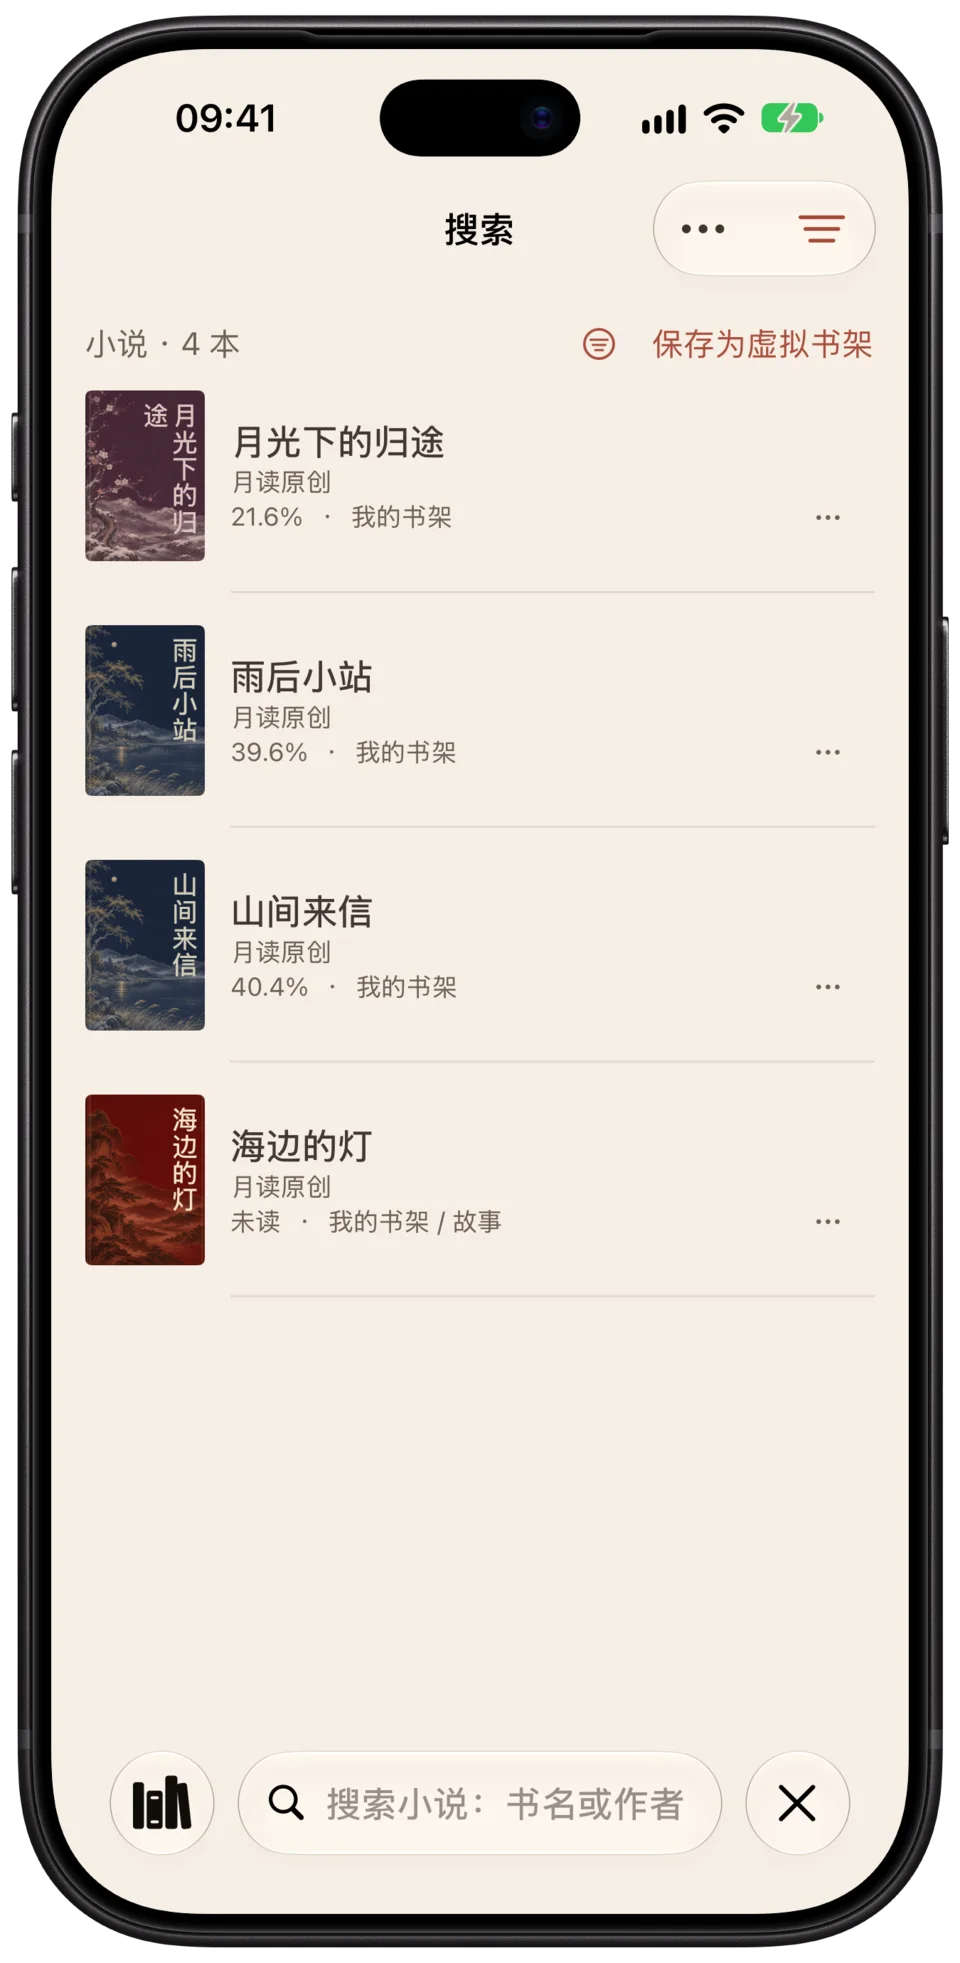 09:41
搜索
小说 · 4 本
保存为虚拟书架
月光下的归途
月光下的归途
月读原创
21.6% · 我的书架
雨后小站
雨后小站
月读原创
39.6% · 我的书架
山间来信
山间来信
月读原创
40.4% · 我的书架
海边的灯
海边的灯
月读原创
未读 · 我的书架 / 故事
搜索小说：书名或作者